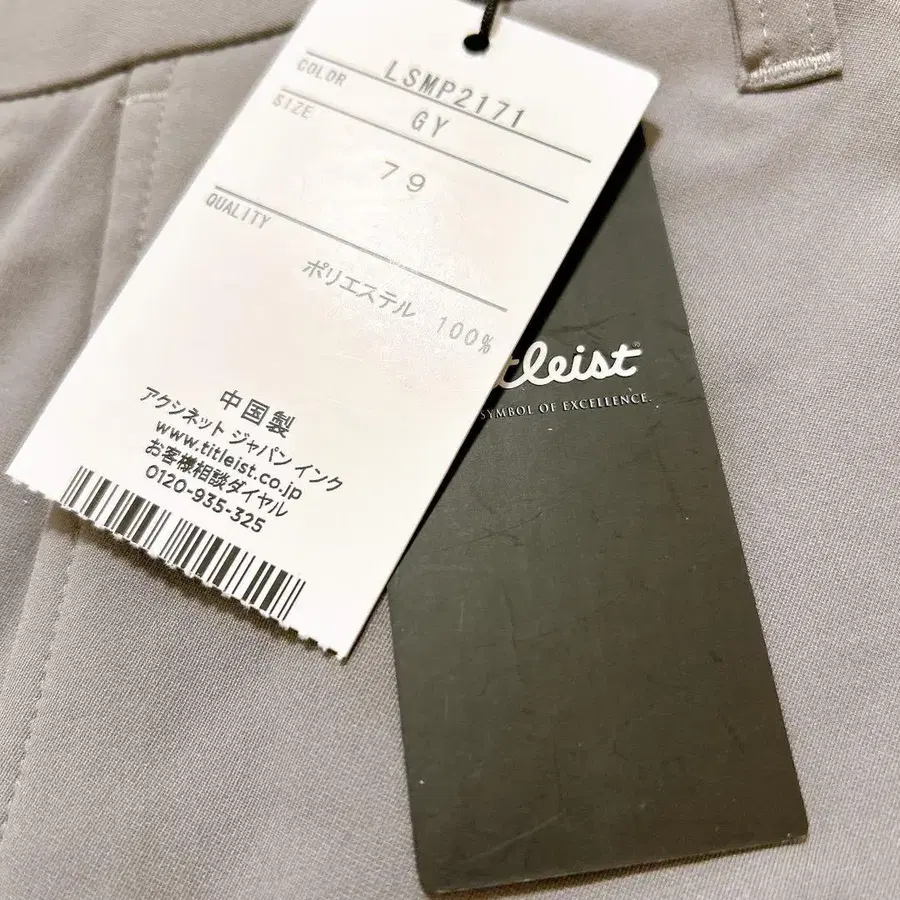 LSMP2171
COLOR
GY
SIZE
79
QUALITY
ポリエステル 100%
中国製
アクシネット ジャパン インク
www.titleist.co.jp
お客様相談ダイヤル
0120-935-325
titleist®
SYMBOL OF EXCELLENCE.